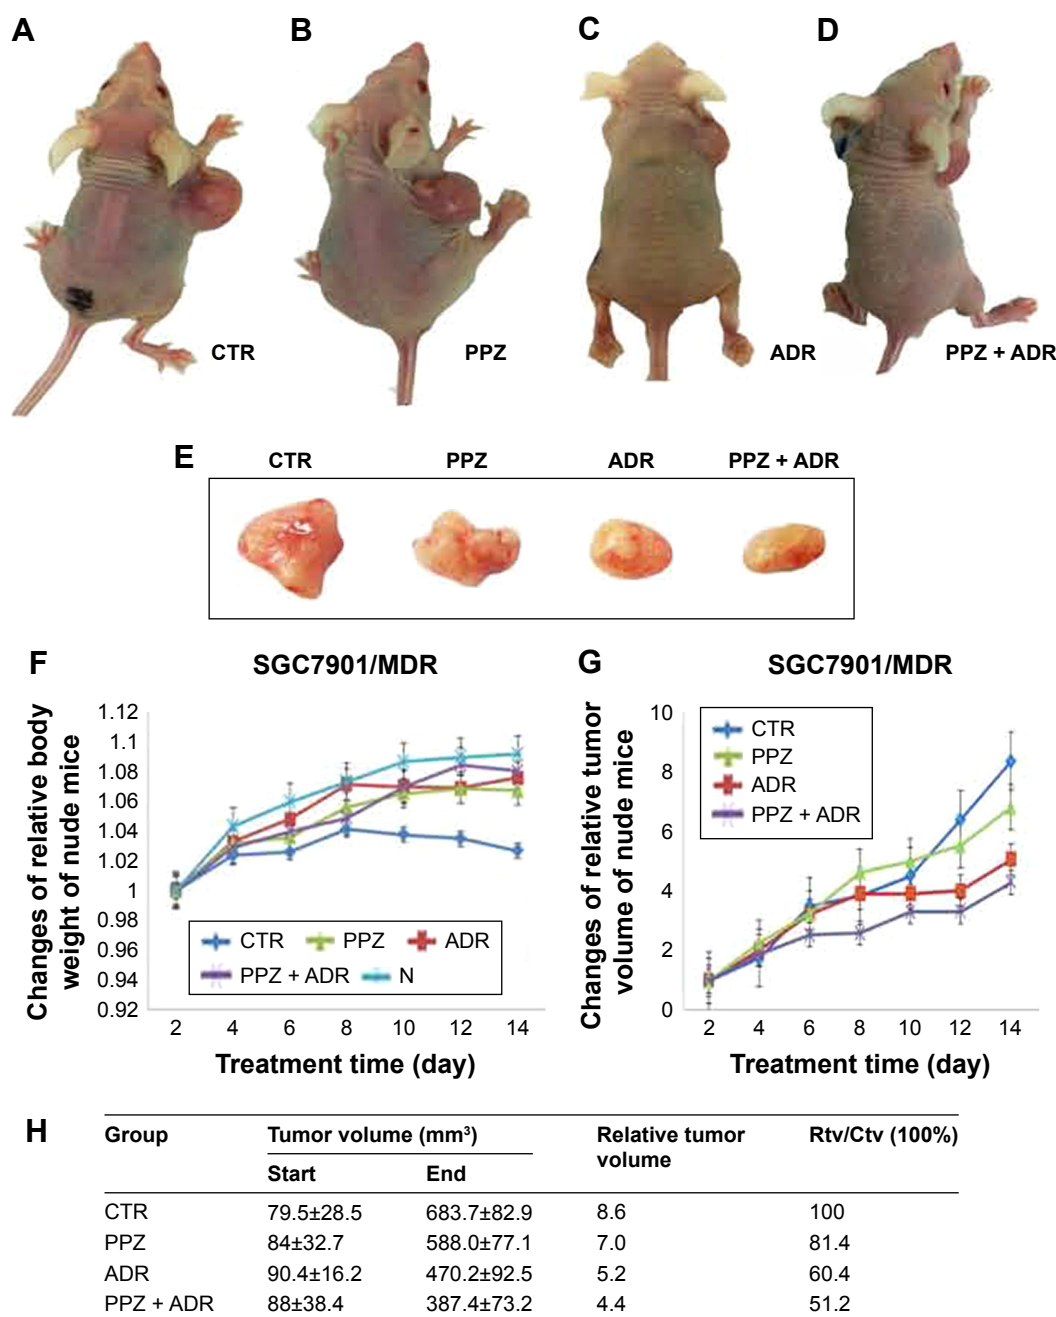 A
B
C
D
CTR
PPZ
ADR
PPZ + ADR
E
CTR
PPZ
ADR
PPZ + ADR
F
SGC7901/MDR
Changes of relative body
weight of nude mice
1.12
1.1
1.08
1.06
1.04
1.02
1
0.98
0.96
0.94
0.92
CTR
PPZ
ADR
PPZ + ADR
N
2 4 6 8 10 12 14
Treatment time (day)
G
SGC7901/MDR
Changes of relative tumor
volume of nude mice
10
8
6
4
2
0
CTR
PPZ
ADR
PPZ + ADR
2 4 6 8 10 12 14
Treatment time (day)
H
Group Tumor volume (mm³) Relative tumor Rtv/Ctv (100%)
volume
Start End
CTR 79.5±28.5 683.7±82.9 8.6 100
PPZ 84±32.7 588.0±77.1 7.0 81.4
ADR 90.4±16.2 470.2±92.5 5.2 60.4
PPZ + ADR 88±38.4 387.4±73.2 4.4 51.2